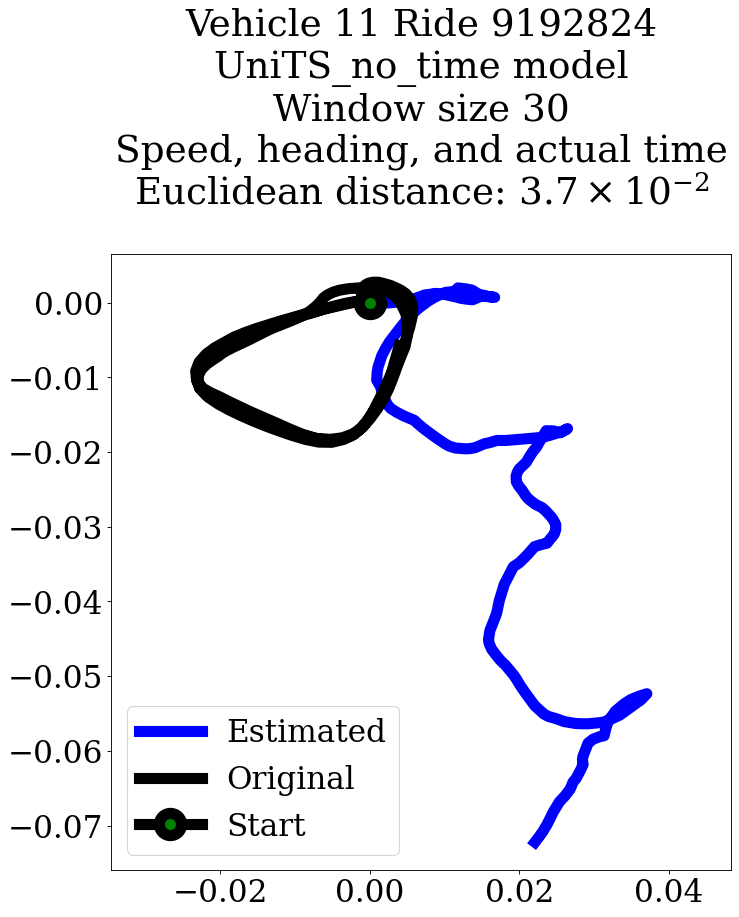 Vehicle 11 Ride 9192824
UniTS_no_time model
Window size 30
Speed, heading, and actual time
Euclidean distance: 3.7 × 10⁻²
0.00
−0.01
−0.02
−0.03
−0.04
−0.05
−0.06
−0.07
Estimated
Original
Start
−0.02 0.00 0.02 0.04